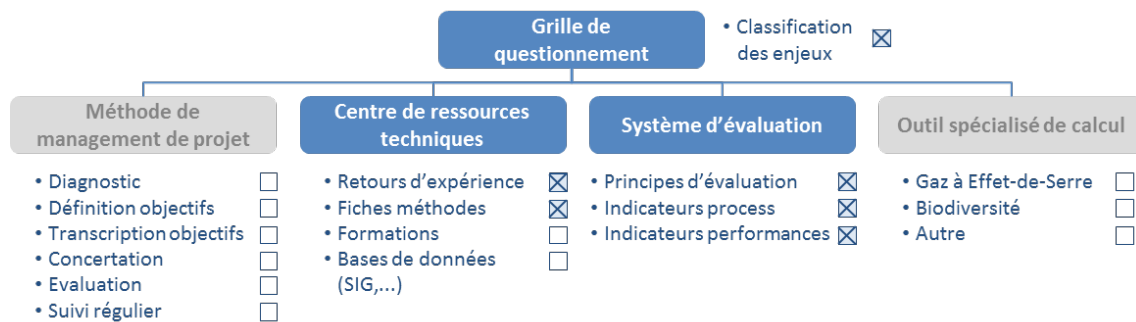 Grille de
questionnement
• Classification
des enjeux
Méthode de
management de projet
• Diagnostic
• Définition objectifs
• Transcription objectifs
• Concertation
• Evaluation
• Suivi régulier
Centre de ressources
techniques
• Retours d’expérience
• Fiches méthodes
• Formations
• Bases de données
(SIG,...)
Système d’évaluation
• Principes d’évaluation
• Indicateurs process
• Indicateurs performances
Outil spécialisé de calcul
• Gaz à Effet-de-Serre
• Biodiversité
• Autre